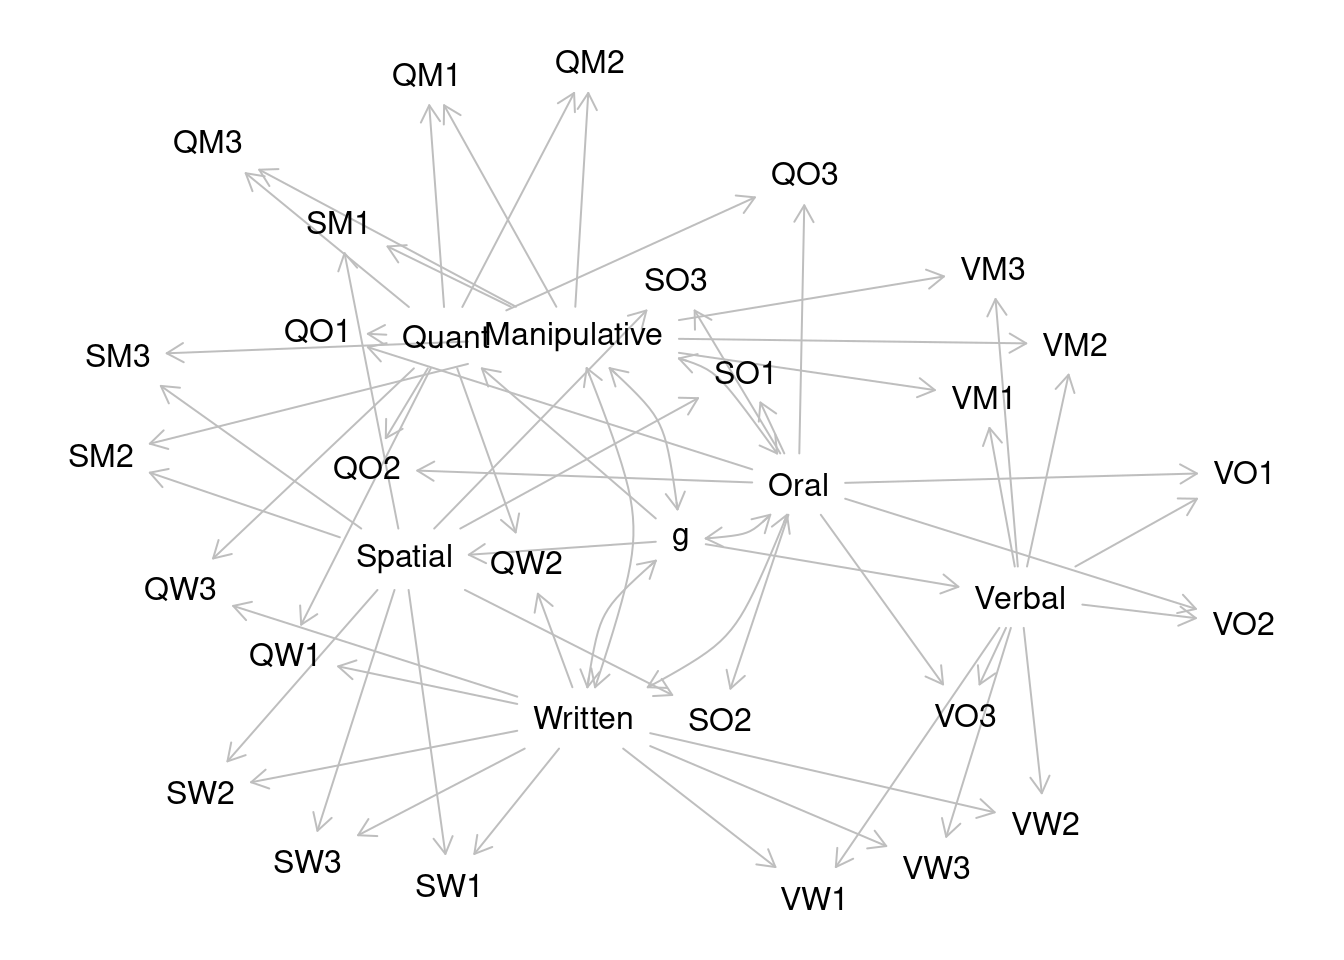 QM2
QM1
QM3
QO3
SM1
VM3
SO3
QO1
Quant
Manipulative
VM2
SM3
SO1
VM1
SM2
QO2
VO1
Oral
g
Spatial
QW2
QW3
Verbal
VO2
QW1
VO3
Written
SO2
SW2
VW2
SW3
VW3
SW1
VW1